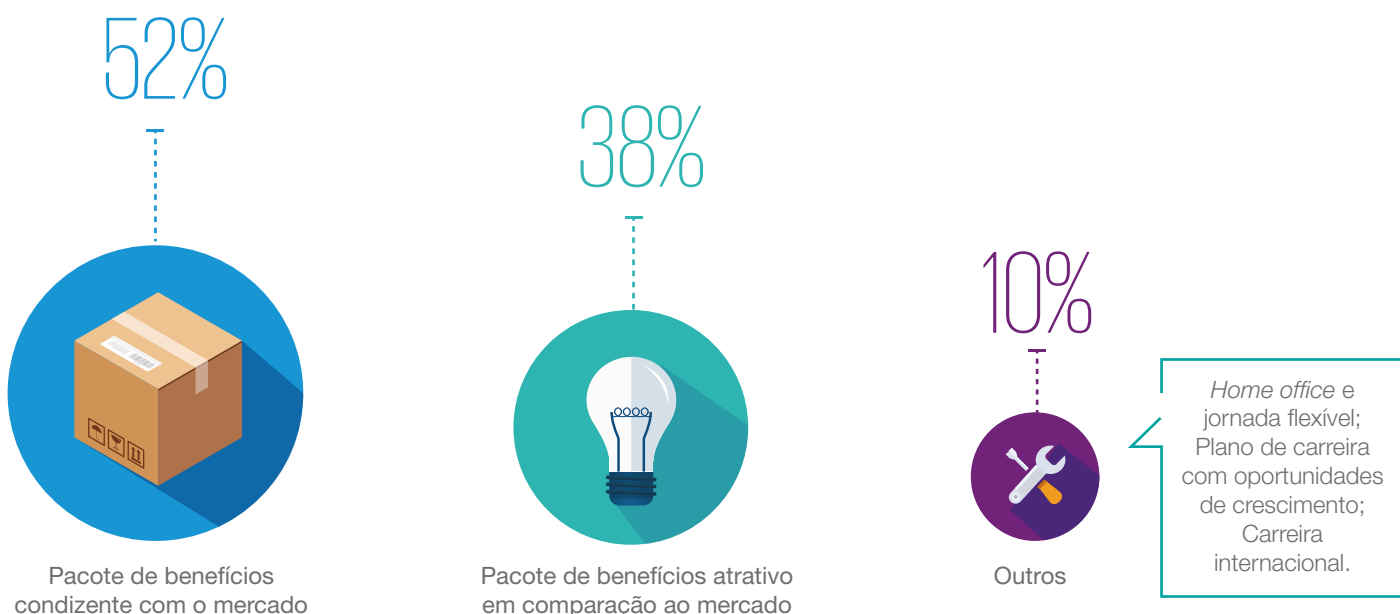 52%
Pacote de benefícios
condizente com o mercado
38%
Pacote de benefícios atrativo
em comparação ao mercado
10%
Outros
Home office e
jornada flexível;
Plano de carreira
com oportunidades
de crescimento;
Carreira
internacional.